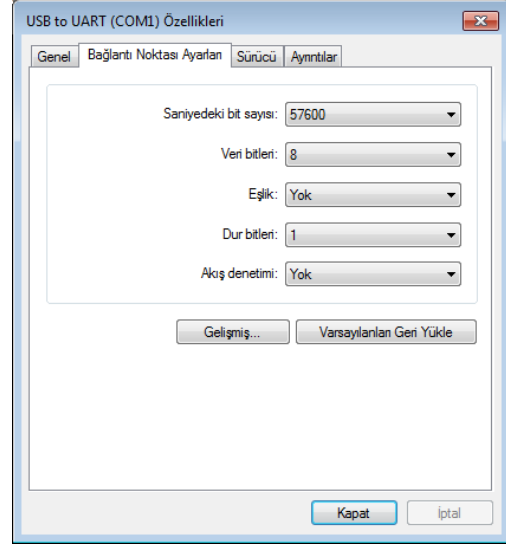 USB to UART (COM1) Özellikleri
Genel Bağlantı Noktası Ayarları Sürücü Ayrıntılar
Saniyedeki bit sayısı: 57600
Veri bitleri: 8
Eşlik: Yok
Dur bitleri: 1
Akış denetimi: Yok
Gelişmiş... Varsayılanları Geri Yükle
Kapat İptal